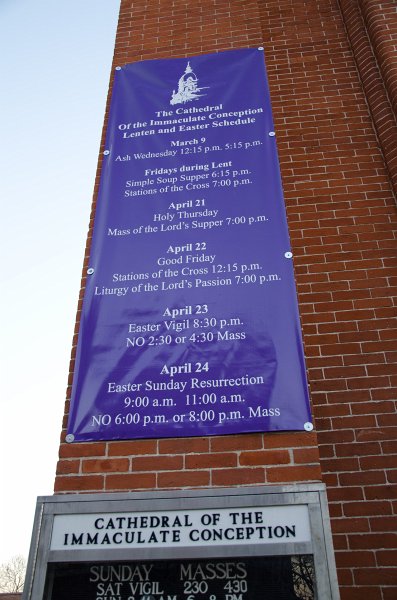 The Cathedral
Of the Immaculate Conception
Lenten and Easter Schedule
March 9
Ash Wednesday 12:15 p.m. 5:15 p.m.
Fridays during Lent
Simple Soup Supper 6:15 p.m.
Stations of the Cross 7:00 p.m.
April 21
Holy Thursday
Mass of the Lord's Supper 7:00 p.m.
April 22
Good Friday
Stations of the Cross 12:15 p.m.
Liturgy of the Lord's Passion 7:00 p.m.
April 23
Easter Vigil 8:30 p.m.
NO 2:30 or 4:30 Mass
April 24
Easter Sunday Resurrection
9:00 a.m. 11:00 a.m.
NO 6:00 p.m. or 8:00 p.m. Mass
CATHEDRAL OF THE
IMMACULATE CONCEPTION
SUNDAY MASSES
SAT VIGIL 230 430